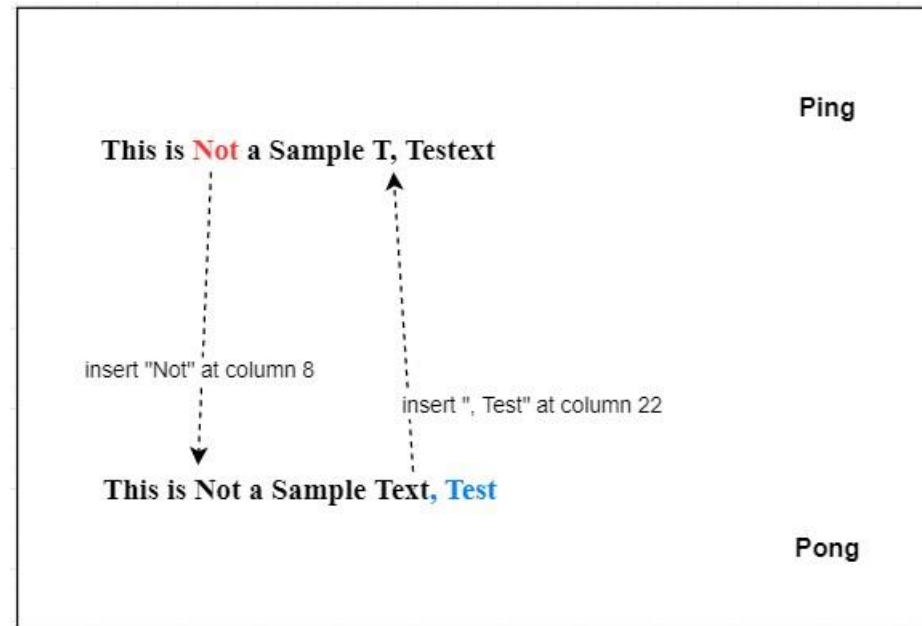 Ping
This is Not a Sample T, Testext
insert "Not" at column 8
insert ", Test" at column 22
This is Not a Sample Text, Test
Pong